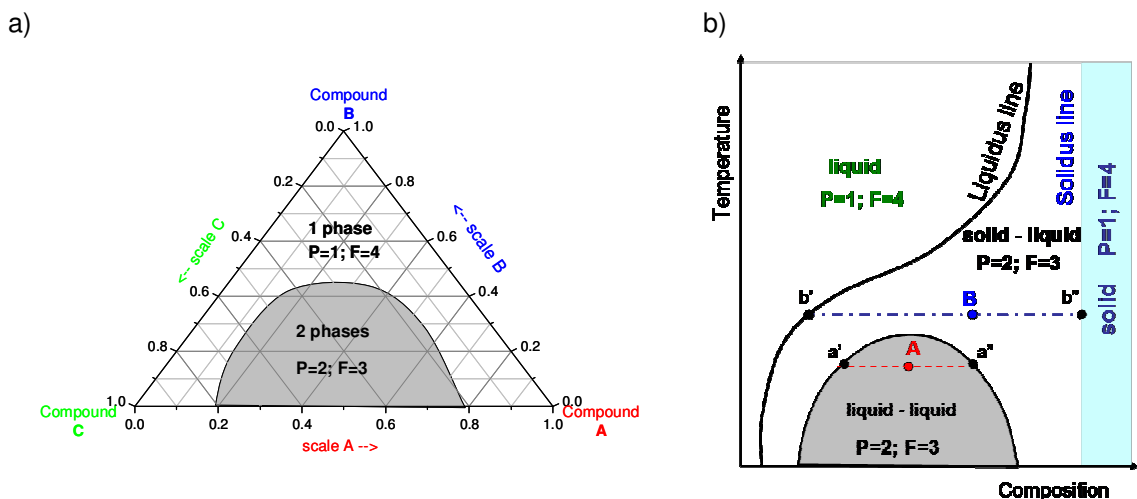 a)
Compound
B
0.0 1.0
0.2 0.8
<-- scale C
0.4 0.6
<-- scale B
1 phase
P=1; F=4
0.6 0.4
2 phases
0.8 0.2
P=2; F=3
1.0 0.0
Compound
C
Compound
A
0.0 0.2 0.4 0.6 0.8 1.0
scale A -->
b)
Temperature
liquid
P=1; F=4
Liquidus line
Solidus line
solid P=1; F=4
solid - liquid
P=2; F=3
b' B b"
a' A a"
liquid - liquid
P=2; F=3
Composition